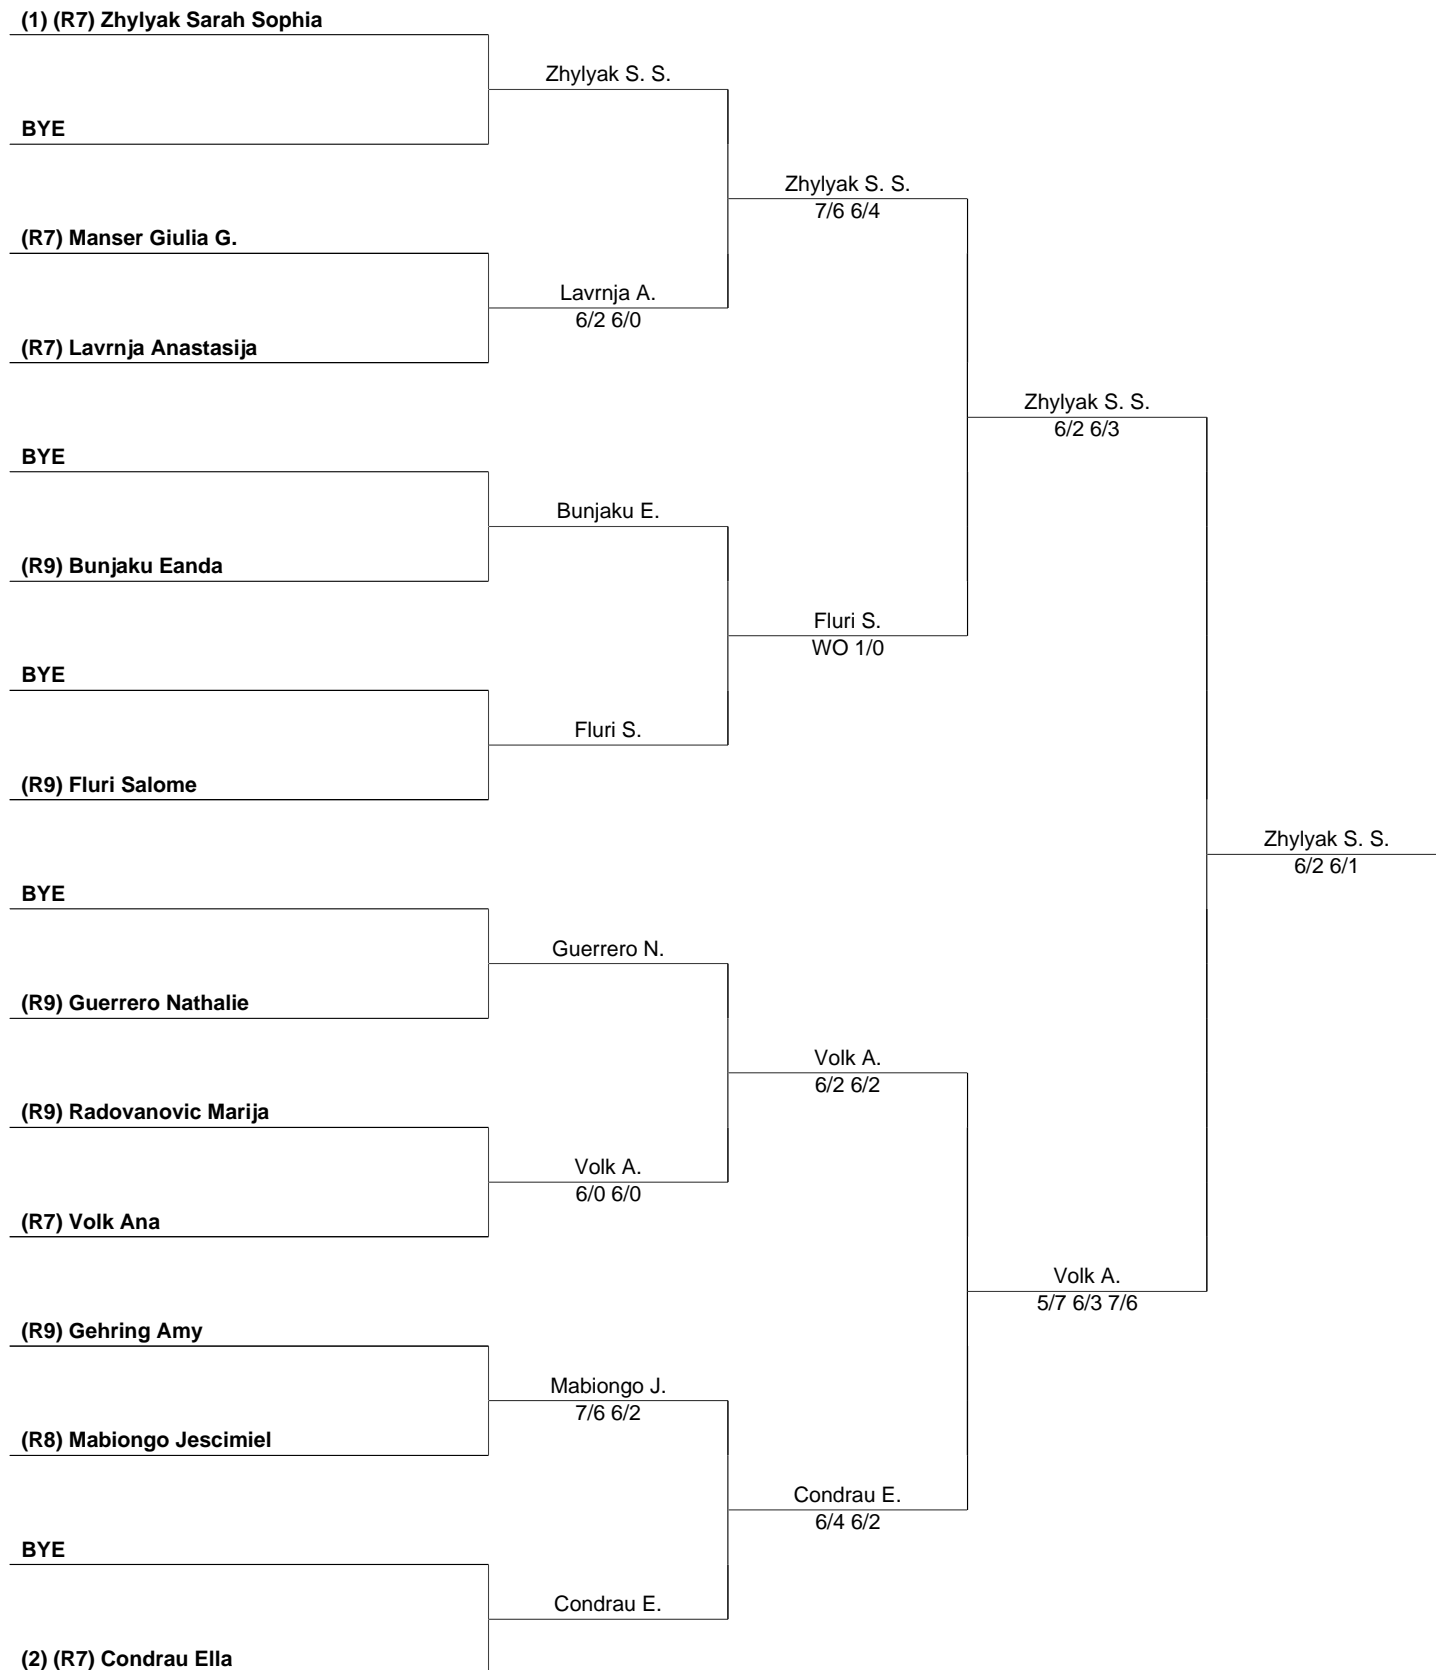 (1) (R7) Zhylyak Sarah Sophia
Zhylyak S. S.
BYE
Zhylyak S. S.
7/6 6/4
(R7) Manser Giulia G.
Lavrnja A.
6/2 6/0
(R7) Lavrnja Anastasija
Zhylyak S. S.
6/2 6/3
BYE
Bunjaku E.
(R9) Bunjaku Eanda
Fluri S.
WO 1/0
BYE
Fluri S.
(R9) Fluri Salome
Zhylyak S. S.
6/2 6/1
BYE
Guerrero N.
(R9) Guerrero Nathalie
Volk A.
6/2 6/2
(R9) Radovanovic Marija
Volk A.
6/0 6/0
(R7) Volk Ana
Volk A.
5/7 6/3 7/6
(R9) Gehring Amy
Mabiongo J.
7/6 6/2
(R8) Mabiongo Jescimiel
Condrau E.
6/4 6/2
BYE
Condrau E.
(2) (R7) Condrau Ella